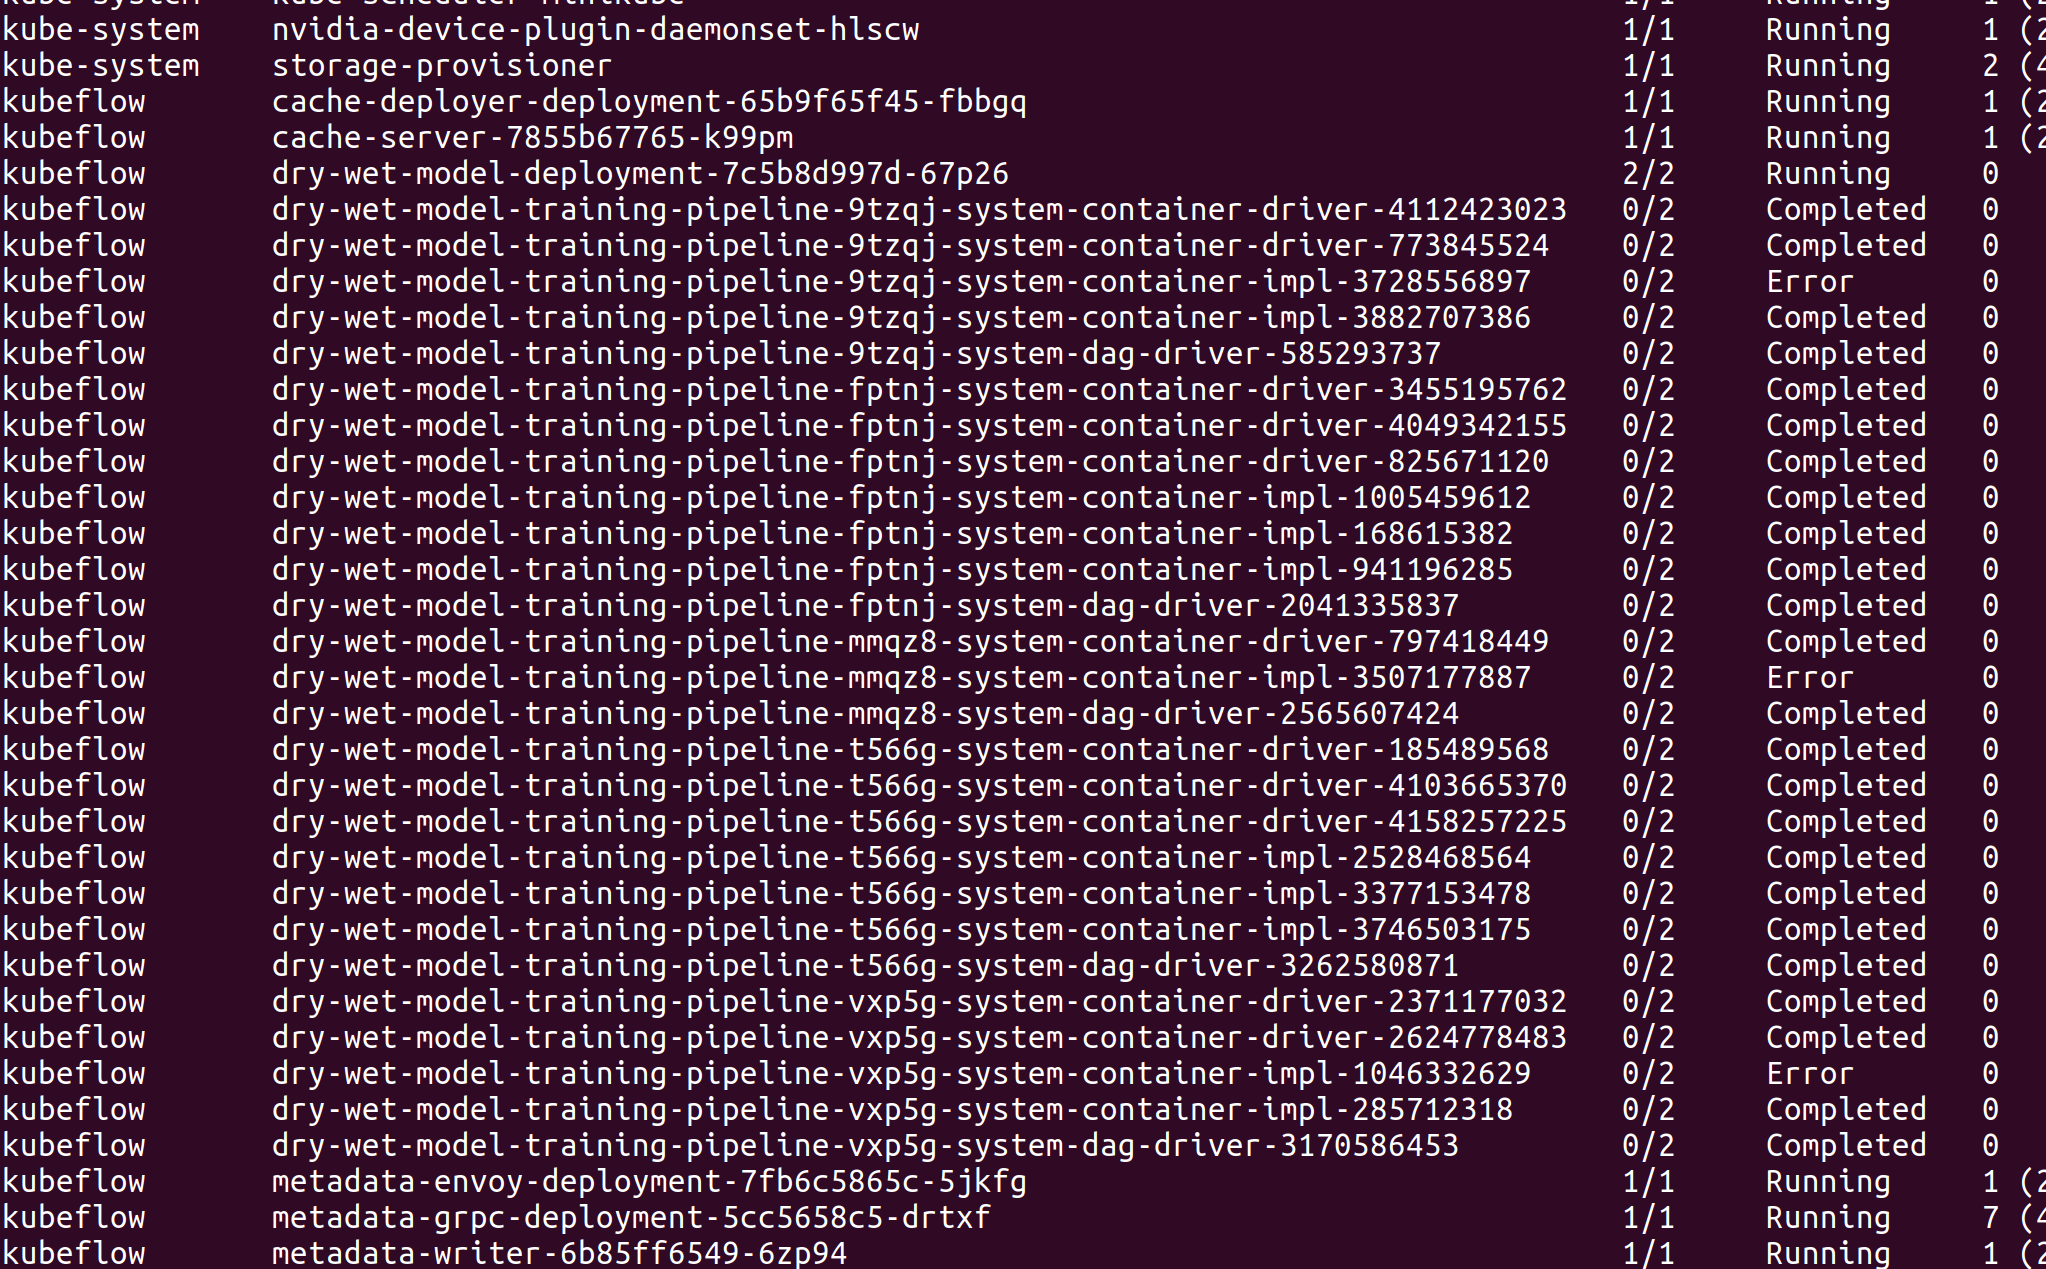 kube-system kube-scheduler-minikube 1/1 Running 1 (2
kube-system nvidia-device-plugin-daemonset-hlscw 1/1 Running 1 (2
kube-system storage-provisioner 1/1 Running 2 (4
kubeflow cache-deployer-deployment-65b9f65f45-fbbgq 1/1 Running 1 (2
kubeflow cache-server-7855b67765-k99pm 1/1 Running 1 (2
kubeflow dry-wet-model-deployment-7c5b8d997d-67p26 2/2 Running 0
kubeflow dry-wet-model-training-pipeline-9tzqj-system-container-driver-4112423023 0/2 Completed 0
kubeflow dry-wet-model-training-pipeline-9tzqj-system-container-driver-773845524 0/2 Completed 0
kubeflow dry-wet-model-training-pipeline-9tzqj-system-container-impl-3728556897 0/2 Error 0
kubeflow dry-wet-model-training-pipeline-9tzqj-system-container-impl-3882707386 0/2 Completed 0
kubeflow dry-wet-model-training-pipeline-9tzqj-system-dag-driver-585293737 0/2 Completed 0
kubeflow dry-wet-model-training-pipeline-fptnj-system-container-driver-3455195762 0/2 Completed 0
kubeflow dry-wet-model-training-pipeline-fptnj-system-container-driver-4049342155 0/2 Completed 0
kubeflow dry-wet-model-training-pipeline-fptnj-system-container-driver-825671120 0/2 Completed 0
kubeflow dry-wet-model-training-pipeline-fptnj-system-container-impl-1005459612 0/2 Completed 0
kubeflow dry-wet-model-training-pipeline-fptnj-system-container-impl-168615382 0/2 Completed 0
kubeflow dry-wet-model-training-pipeline-fptnj-system-container-impl-941196285 0/2 Completed 0
kubeflow dry-wet-model-training-pipeline-fptnj-system-dag-driver-2041335837 0/2 Completed 0
kubeflow dry-wet-model-training-pipeline-mmqz8-system-container-driver-797418449 0/2 Completed 0
kubeflow dry-wet-model-training-pipeline-mmqz8-system-container-impl-3507177887 0/2 Error 0
kubeflow dry-wet-model-training-pipeline-mmqz8-system-dag-driver-2565607424 0/2 Completed 0
kubeflow dry-wet-model-training-pipeline-t566g-system-container-driver-185489568 0/2 Completed 0
kubeflow dry-wet-model-training-pipeline-t566g-system-container-driver-4103665370 0/2 Completed 0
kubeflow dry-wet-model-training-pipeline-t566g-system-container-driver-4158257225 0/2 Completed 0
kubeflow dry-wet-model-training-pipeline-t566g-system-container-impl-2528468564 0/2 Completed 0
kubeflow dry-wet-model-training-pipeline-t566g-system-container-impl-3377153478 0/2 Completed 0
kubeflow dry-wet-model-training-pipeline-t566g-system-container-impl-3746503175 0/2 Completed 0
kubeflow dry-wet-model-training-pipeline-t566g-system-dag-driver-3262580871 0/2 Completed 0
kubeflow dry-wet-model-training-pipeline-vxp5g-system-container-driver-2371177032 0/2 Completed 0
kubeflow dry-wet-model-training-pipeline-vxp5g-system-container-driver-2624778483 0/2 Completed 0
kubeflow dry-wet-model-training-pipeline-vxp5g-system-container-impl-1046332629 0/2 Error 0
kubeflow dry-wet-model-training-pipeline-vxp5g-system-container-impl-285712318 0/2 Completed 0
kubeflow dry-wet-model-training-pipeline-vxp5g-system-dag-driver-3170586453 0/2 Completed 0
kubeflow metadata-envoy-deployment-7fb6c5865c-5jkfg 1/1 Running 1 (2
kubeflow metadata-grpc-deployment-5cc5658c5-drtxf 1/1 Running 7 (4
kubeflow metadata-writer-6b85ff6549-6zp94 1/1 Running 1 (2